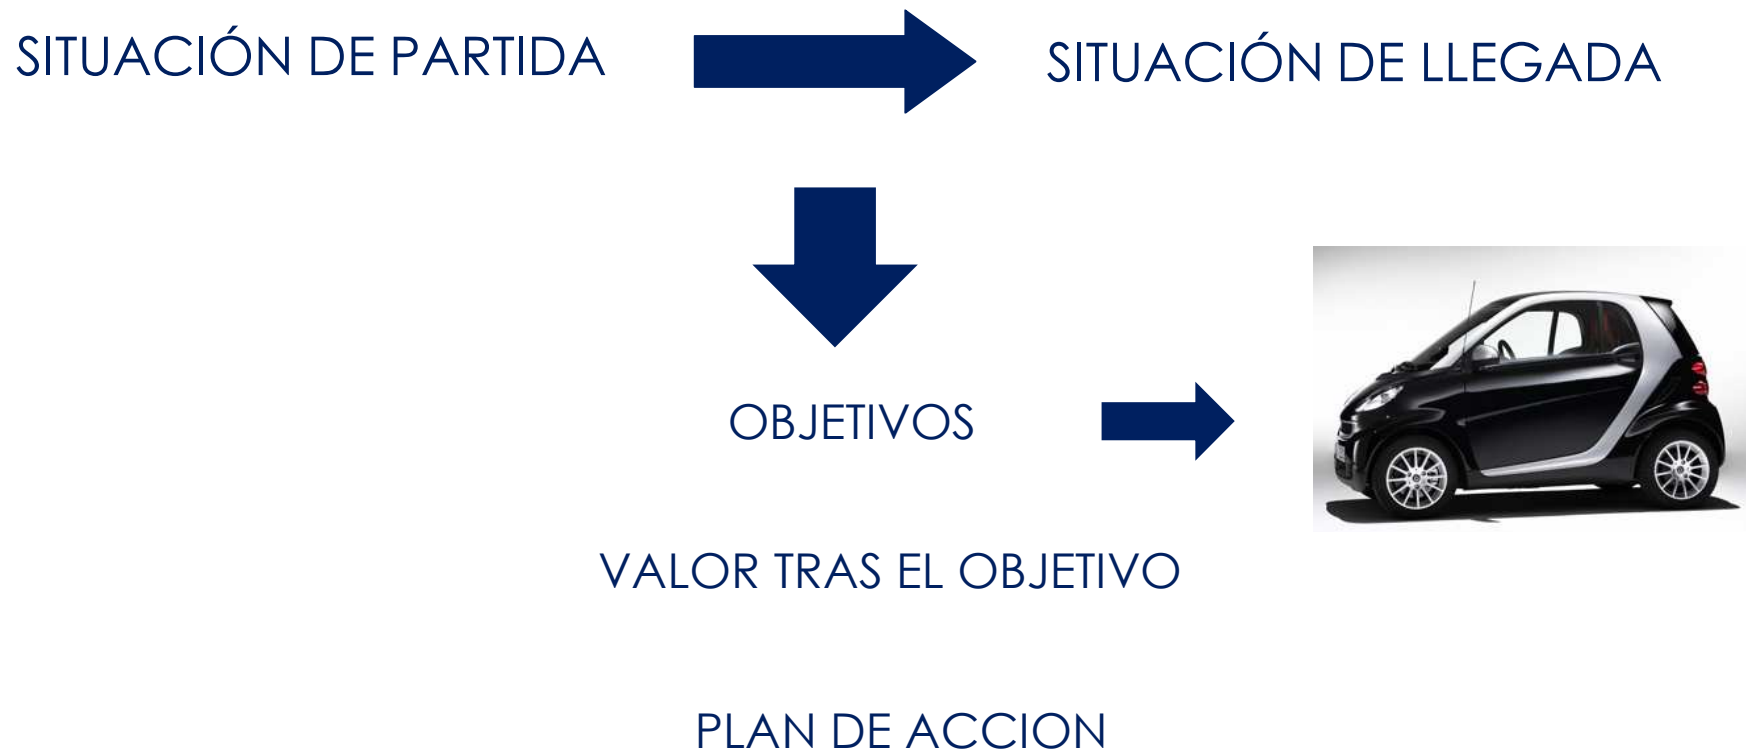 SITUACIÓN DE PARTIDA
SITUACIÓN DE LLEGADA
OBJETIVOS
VALOR TRAS EL OBJETIVO
PLAN DE ACCION